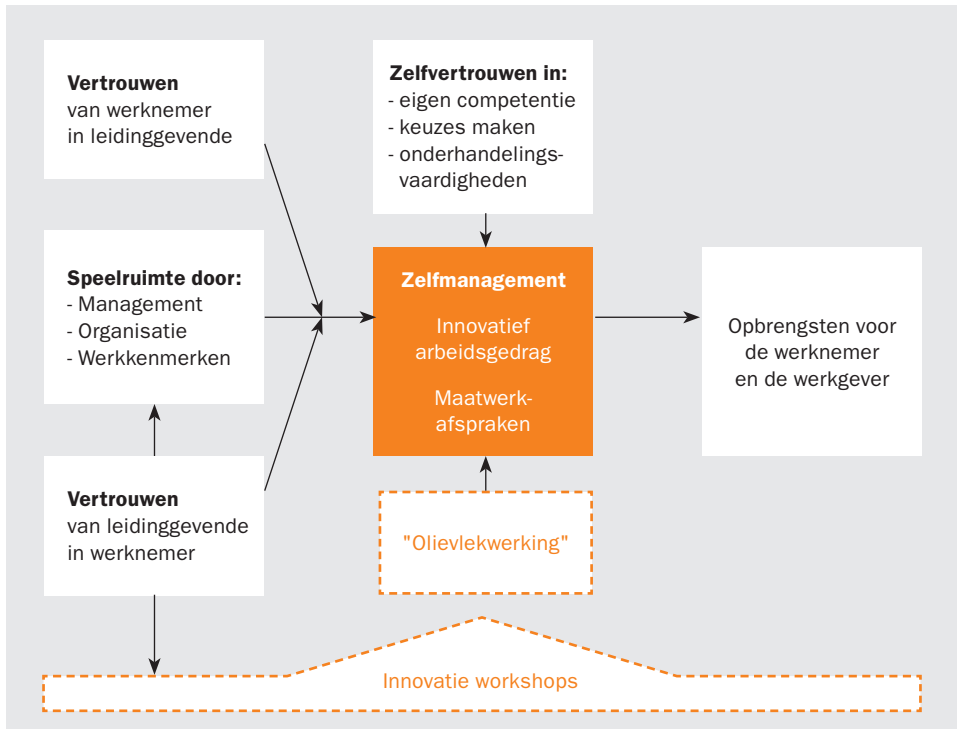 Vertrouwen
van werknemer
in leidinggevende
Zelfvertrouwen in:
- eigen competentie
- keuzes maken
- onderhandelings-
vaardigheden
Speelruimte door:
- Management
- Organisatie
- Werkkenmerken
Zelfmanagement
Innovatief
arbeidsgedrag
Maatwerk-
afspraken
Opbrengsten voor
de werknemer
en de werkgever
Vertrouwen
van leidinggevende
in werknemer
"Olievlekwerking"
Innovatie workshops